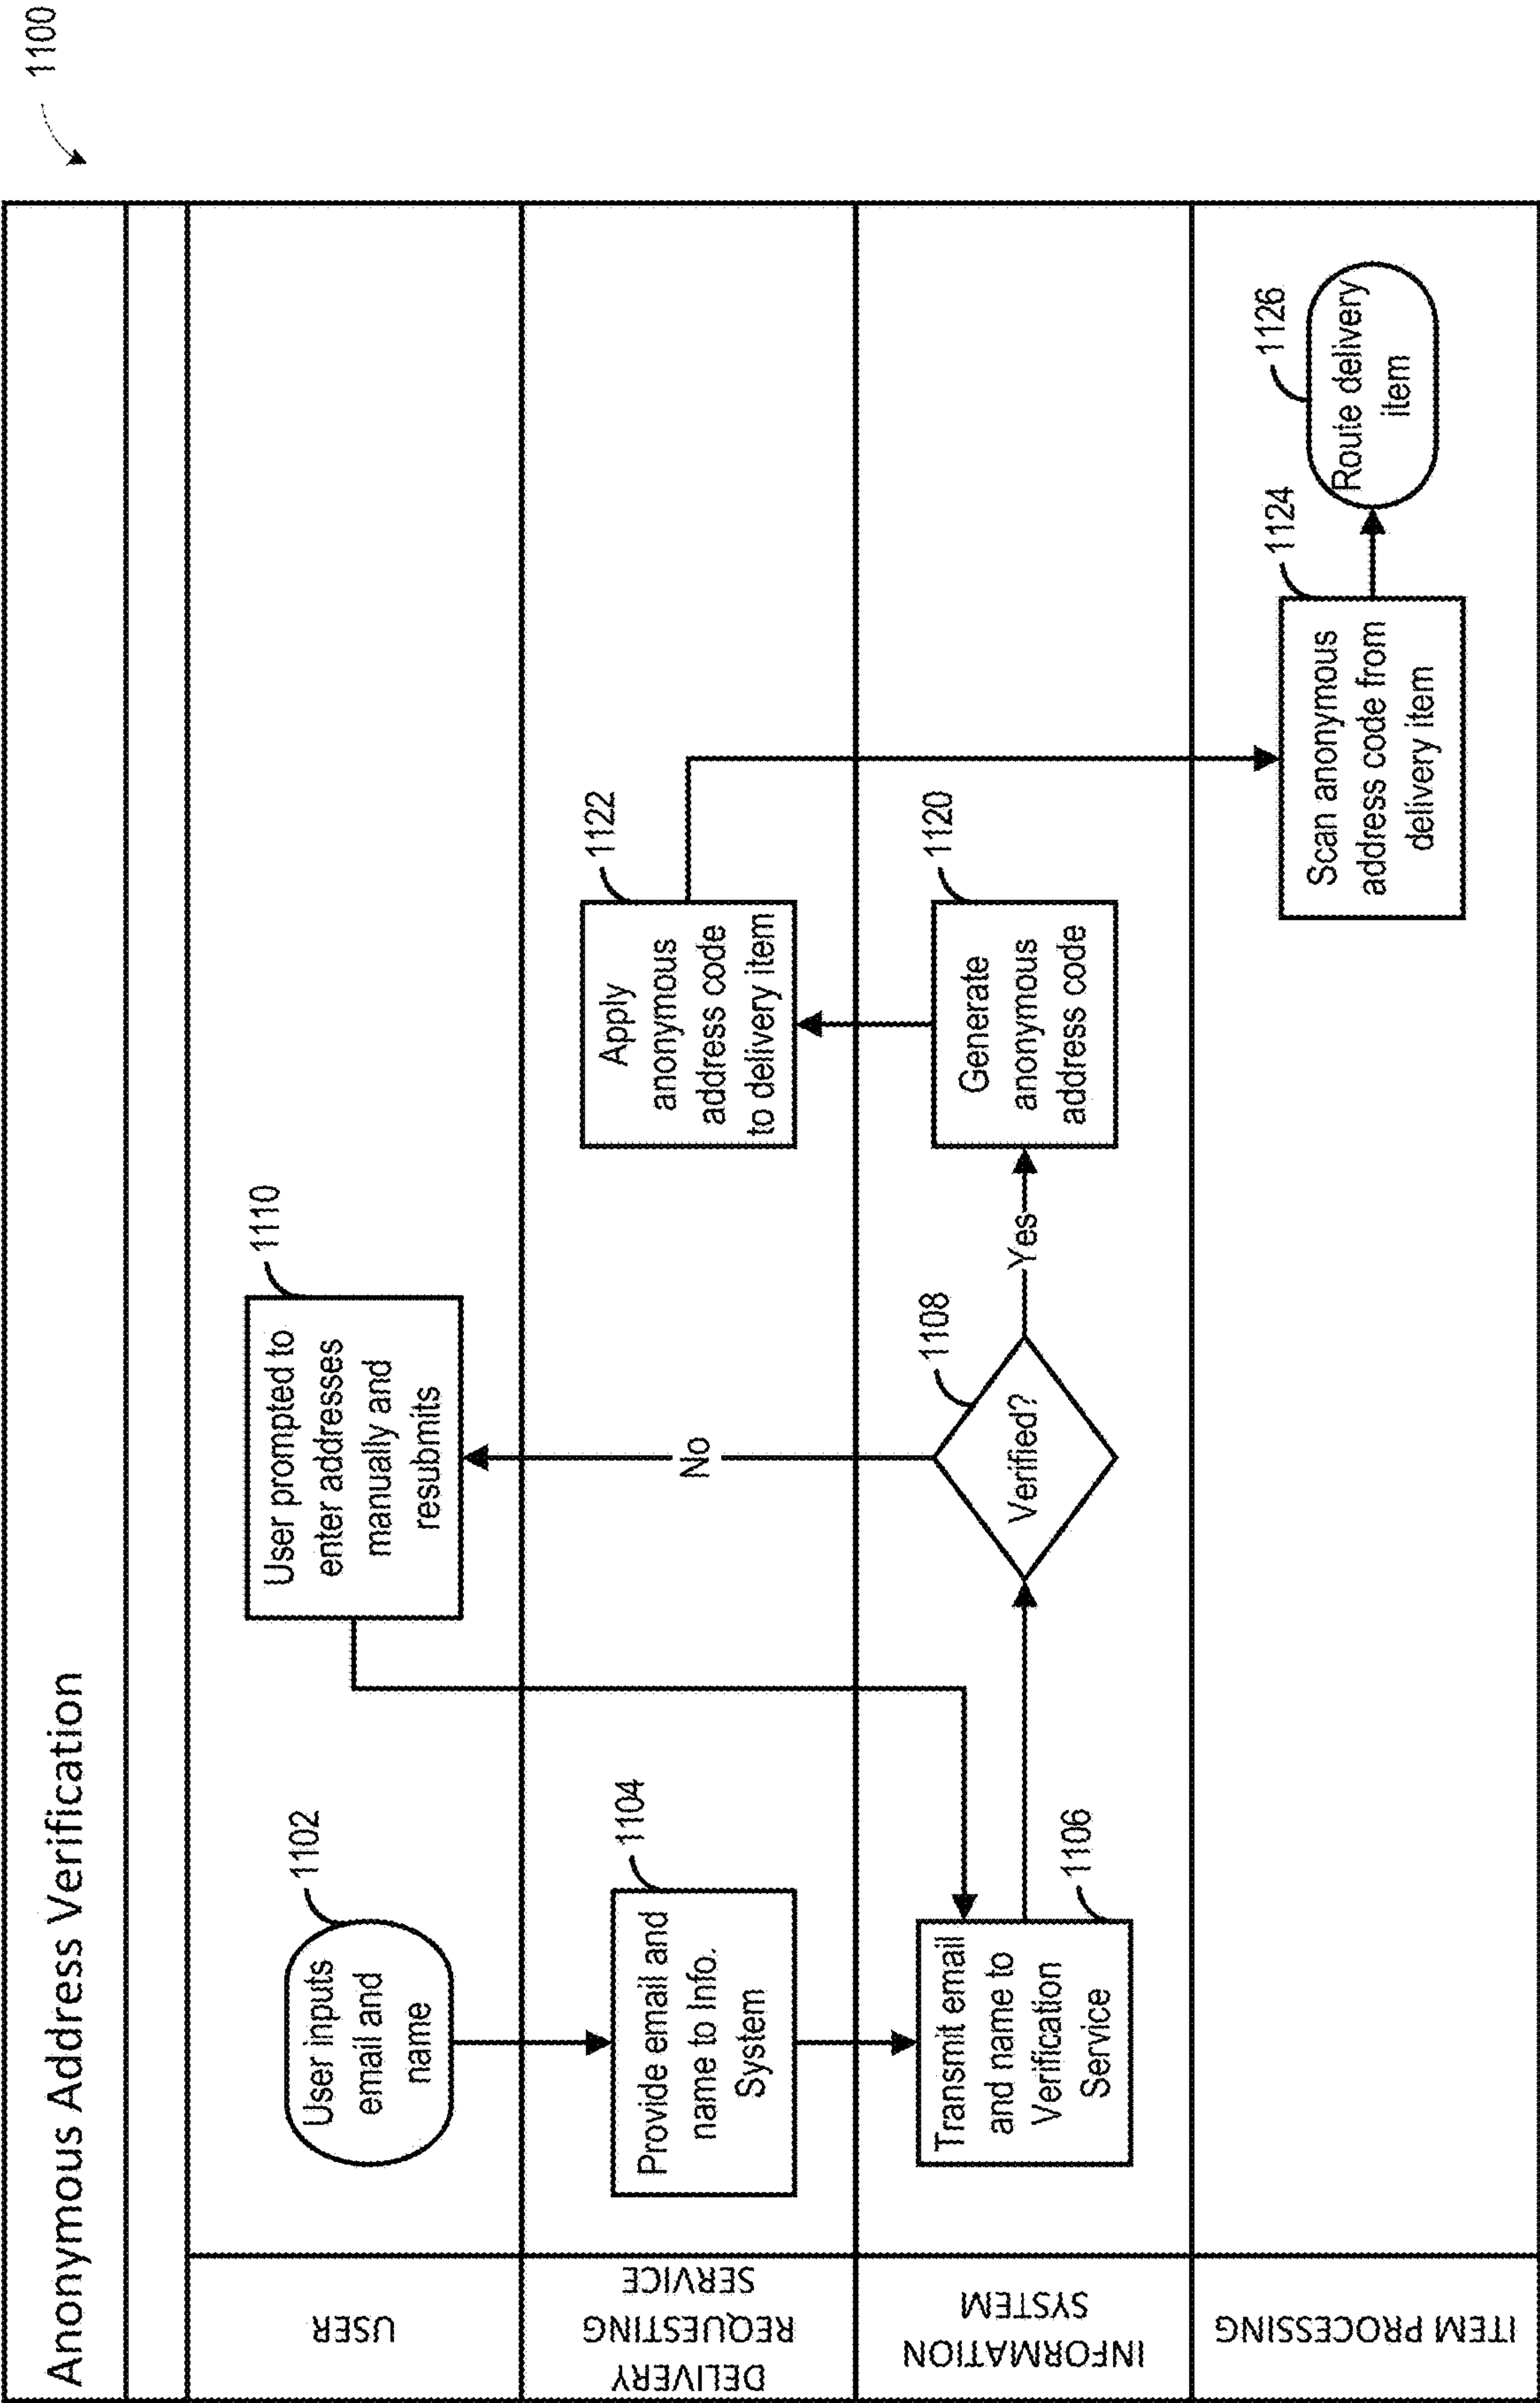 1100
Anonymous Address Verification
USER
User inputs
email and
name
1102
User prompted to
enter addresses
manually and
resubmits
1110
DELIVERY
REQUESTING
SERVICE
Provide email and
name to Info.
System
1104
No
Apply
anonymous
address code
to delivery item
1122
INFORMATION
SYSTEM
Transmit email
and name to
Verification
Service
1106
Verified?
1108
Yes
Generate
anonymous
address code
1120
ITEM PROCESSING
Scan anonymous
address code from
delivery item
1124
Route delivery
item
1126